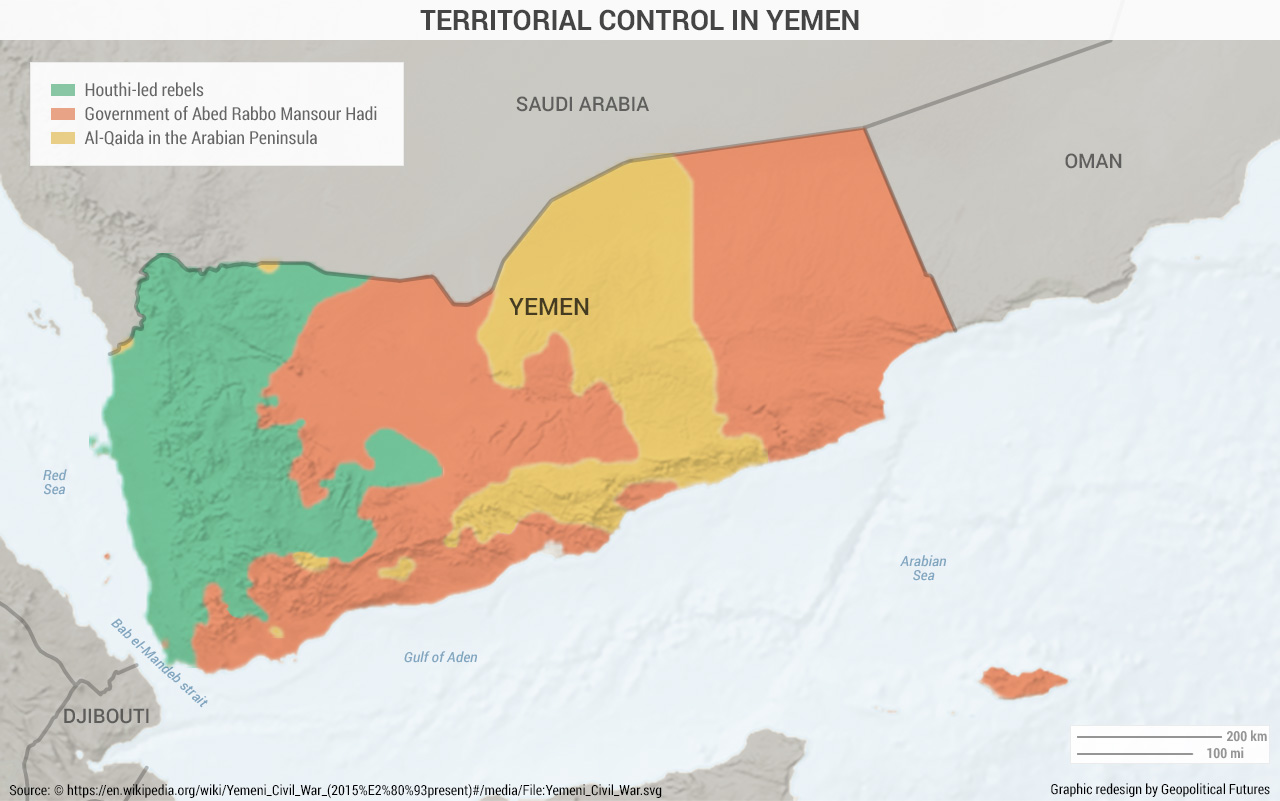 TERRITORIAL CONTROL IN YEMEN
Houthi-led rebels
Government of Abed Rabbo Mansour Hadi
Al-Qaida in the Arabian Peninsula
SAUDI ARABIA
OMAN
YEMEN
Red
Sea
Arabian
Sea
Bab el-Mandeb strait
Gulf of Aden
DJIBOUTI
200 km
100 mi
Source: © https://en.wikipedia.org/wiki/Yemeni_Civil_War_(2015%E2%80%93present)#/media/File:Yemeni_Civil_War.svg
Graphic redesign by Geopolitical Futures